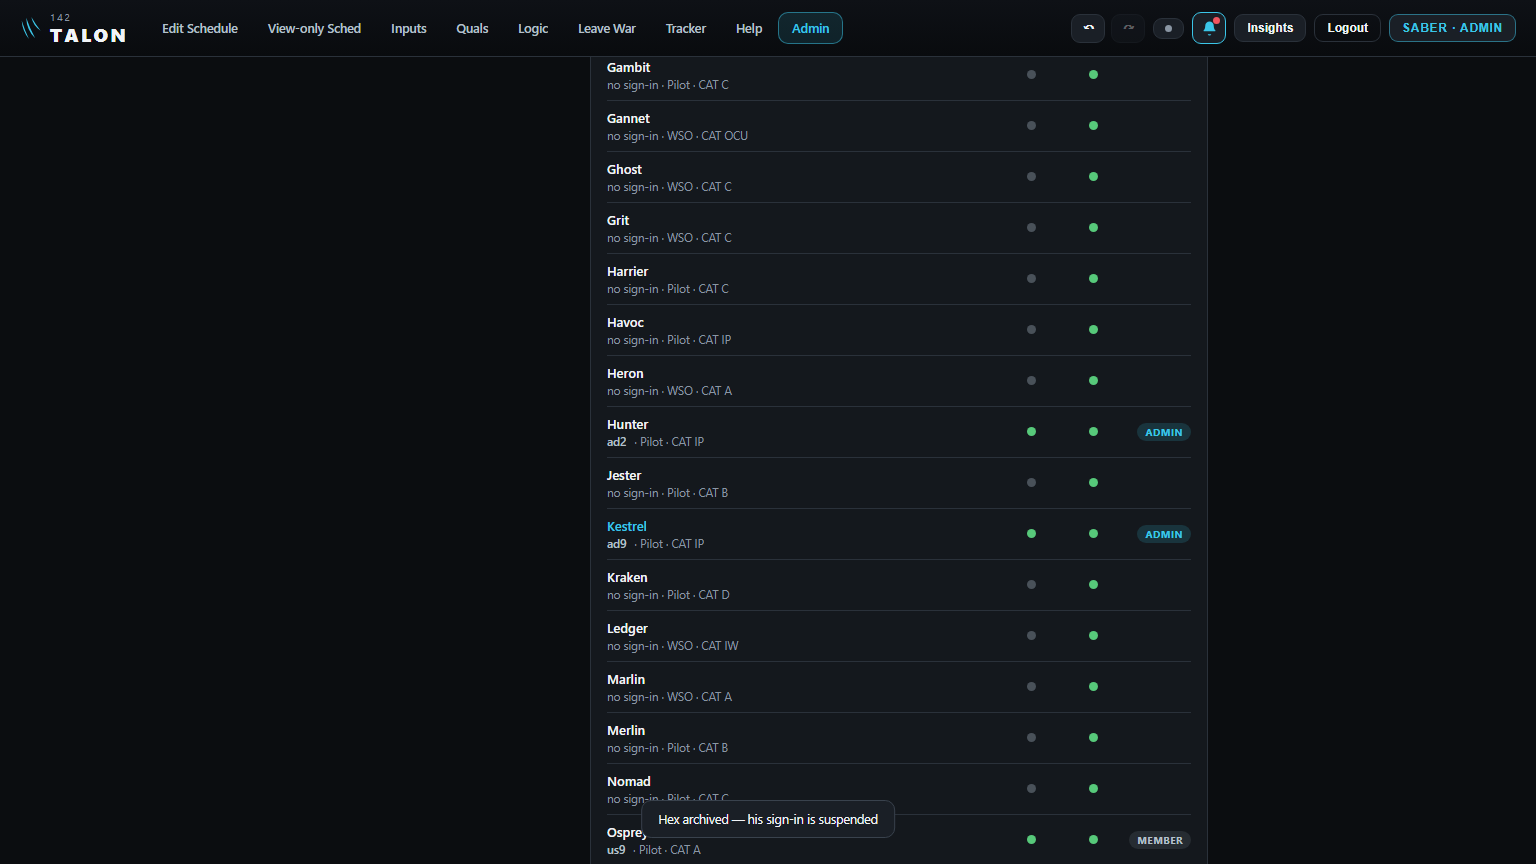 142
TALON
Edit Schedule
View-only Sched
Inputs
Quals
Logic
Leave War
Tracker
Help
Admin
Insights
Logout
SABER · ADMIN
Gambit
no sign-in · Pilot · CAT C
Gannet
no sign-in · WSO · CAT OCU
Ghost
no sign-in · WSO · CAT C
Grit
no sign-in · WSO · CAT C
Harrier
no sign-in · Pilot · CAT C
Havoc
no sign-in · Pilot · CAT IP
Heron
no sign-in · WSO · CAT A
Hunter
ad2 · Pilot · CAT IP
ADMIN
Jester
no sign-in · Pilot · CAT B
Kestrel
ad9 · Pilot · CAT IP
ADMIN
Kraken
no sign-in · Pilot · CAT D
Ledger
no sign-in · WSO · CAT IW
Marlin
no sign-in · WSO · CAT A
Merlin
no sign-in · Pilot · CAT B
Nomad
no sign-in · Pilot · CAT C
Hex archived — his sign-in is suspended
Osprey
us9 · Pilot · CAT A
MEMBER